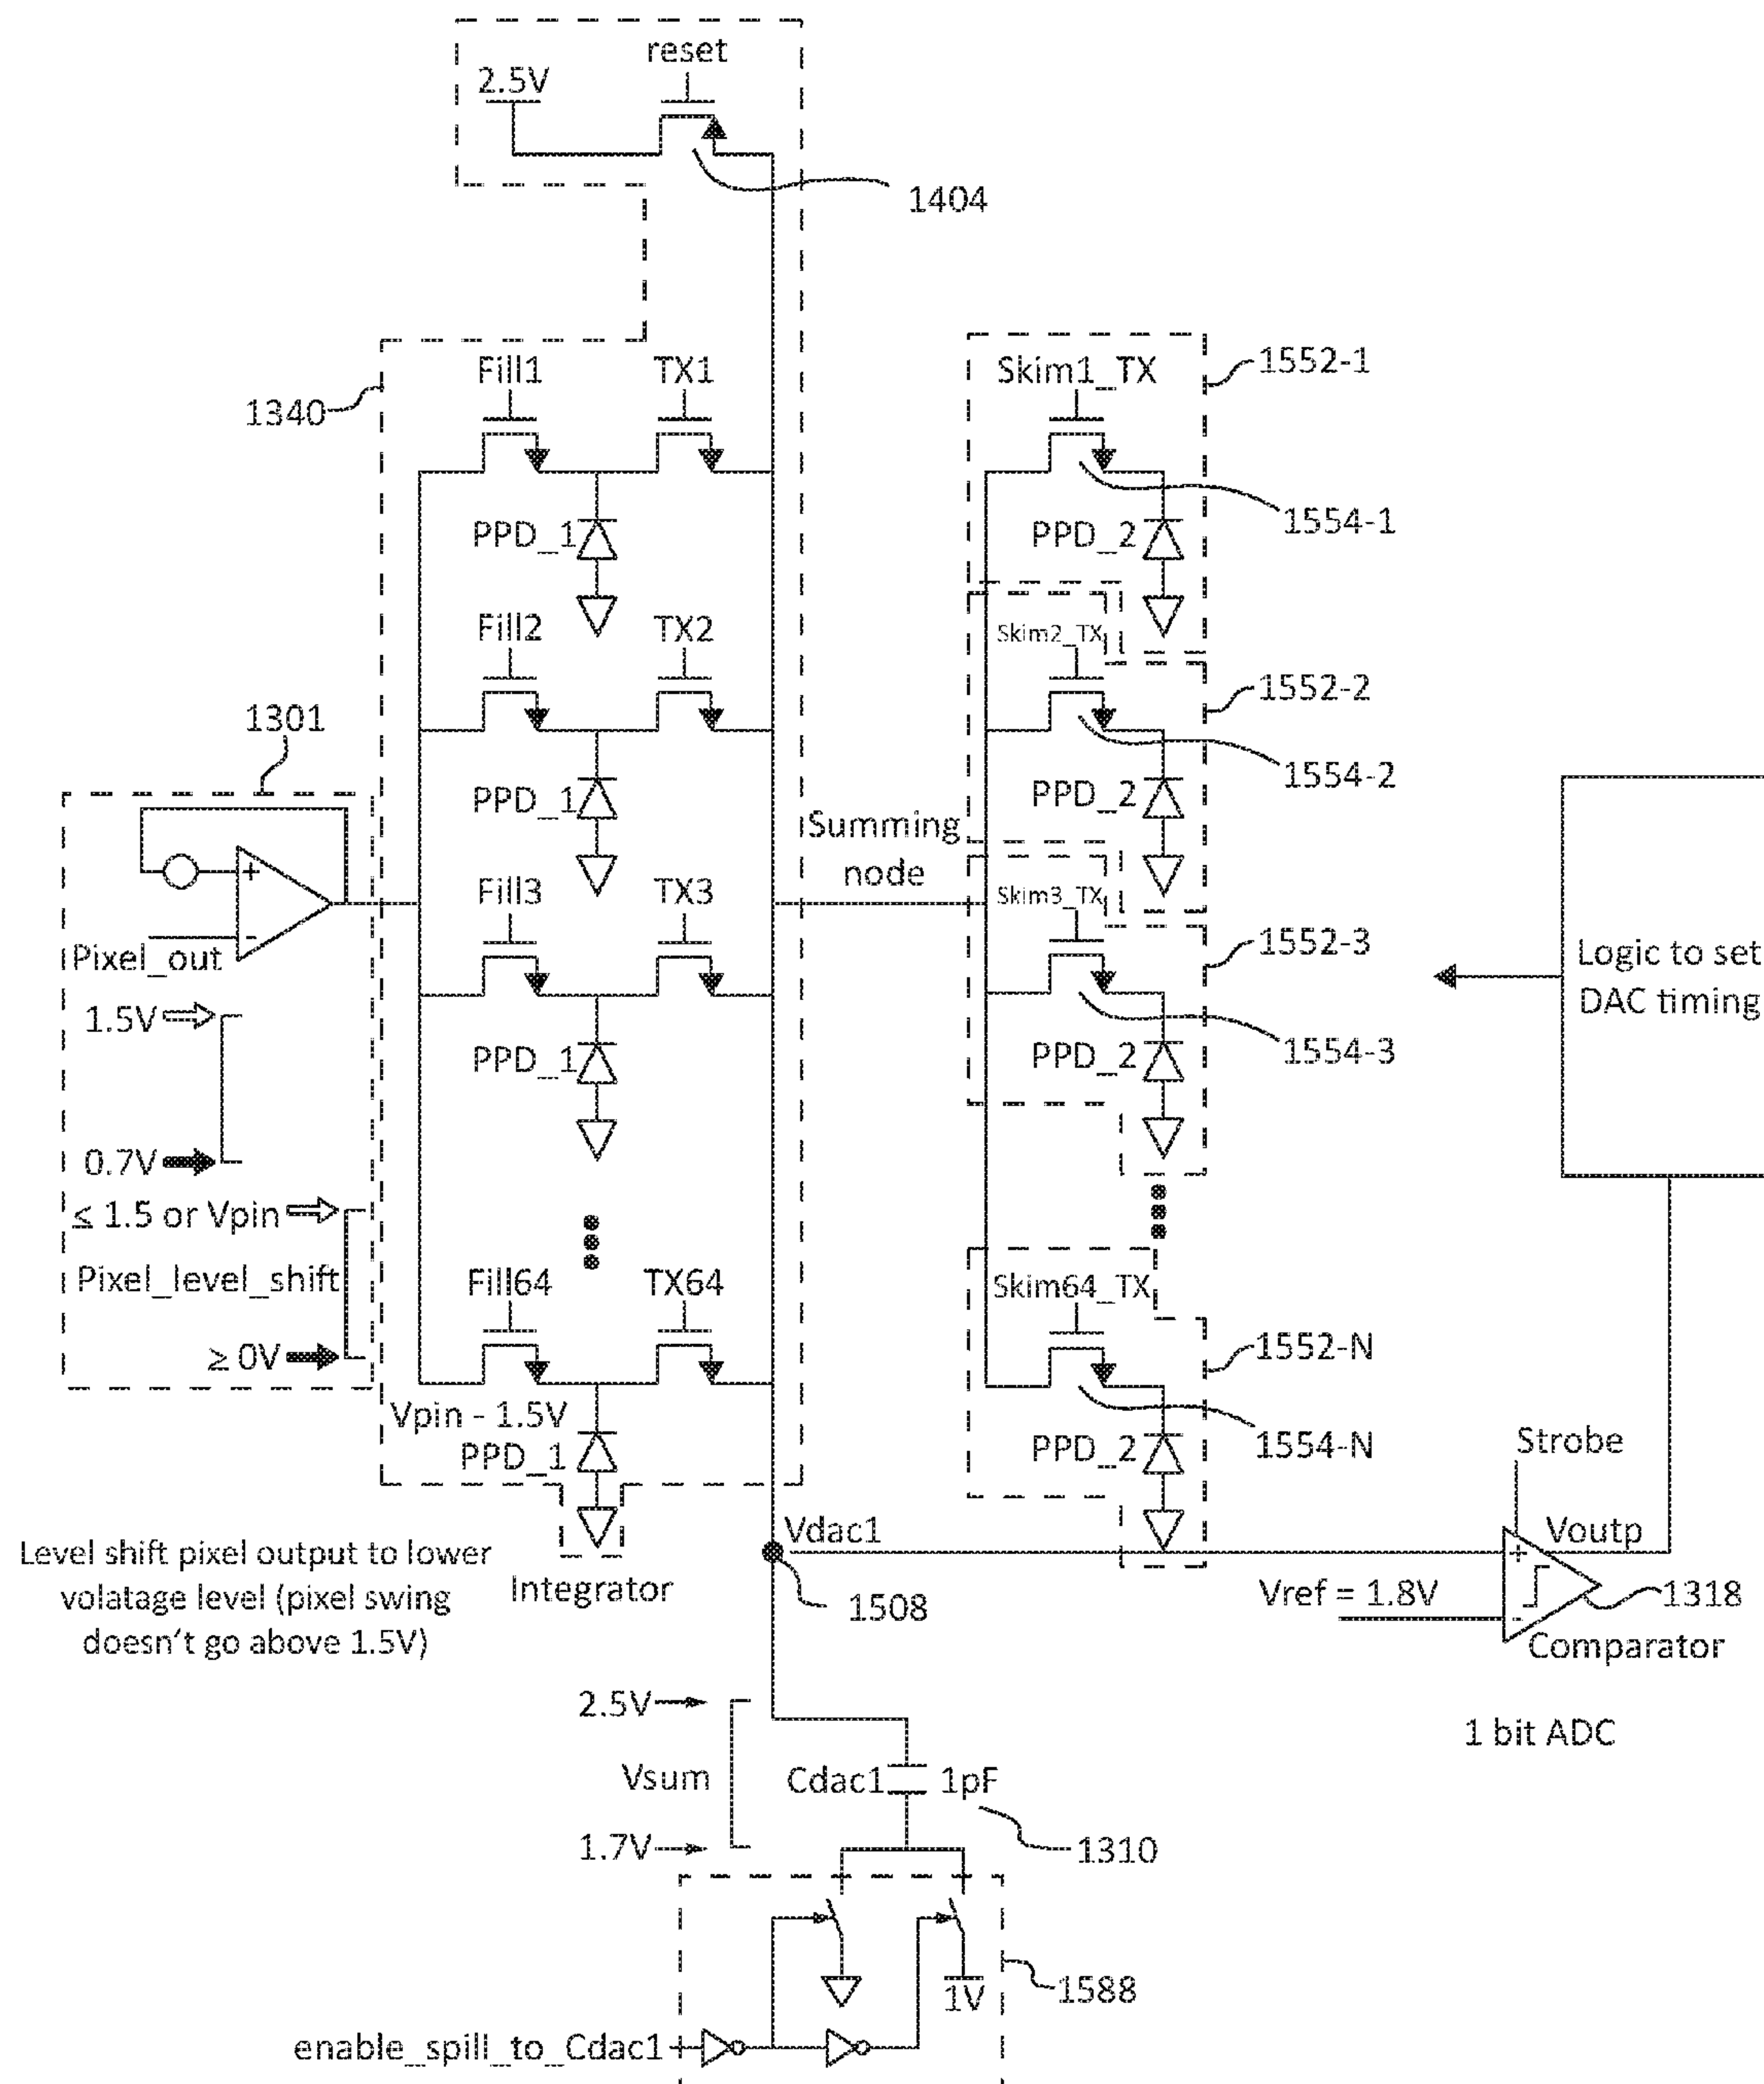 reset
2.5V
1404
Fill1
TX1
Skim1_TX
1552-1
1340
1554-1
PPD_1
PPD_2
Fill2
TX2
Skim2_TX
1552-2
1301
1554-2
PPD_1
PPD_2
Summing
node
Fill3
TX3
Skim3_TX
+
-
Pixel_out
1552-3
Logic to set
DAC timing
1.5V
PPD_1
PPD_2
1554-3
0.7V
≤ 1.5 or Vpin
Pixel_level_shift
Fill64
TX64
Skim64_TX
≥ 0V
1552-N
Vpin - 1.5V
PPD_1
PPD_2
1554-N
Strobe
Vdac1
+
Voutp
Level shift pixel output to lower
volatage level (pixel swing
doesn't go above 1.5V)
Integrator
1508
Vref = 1.8V
-
1318
Comparator
2.5V
1 bit ADC
Vsum
Cdac1
1pF
1.7V
1310
1V
1588
enable_spill_to_Cdac1